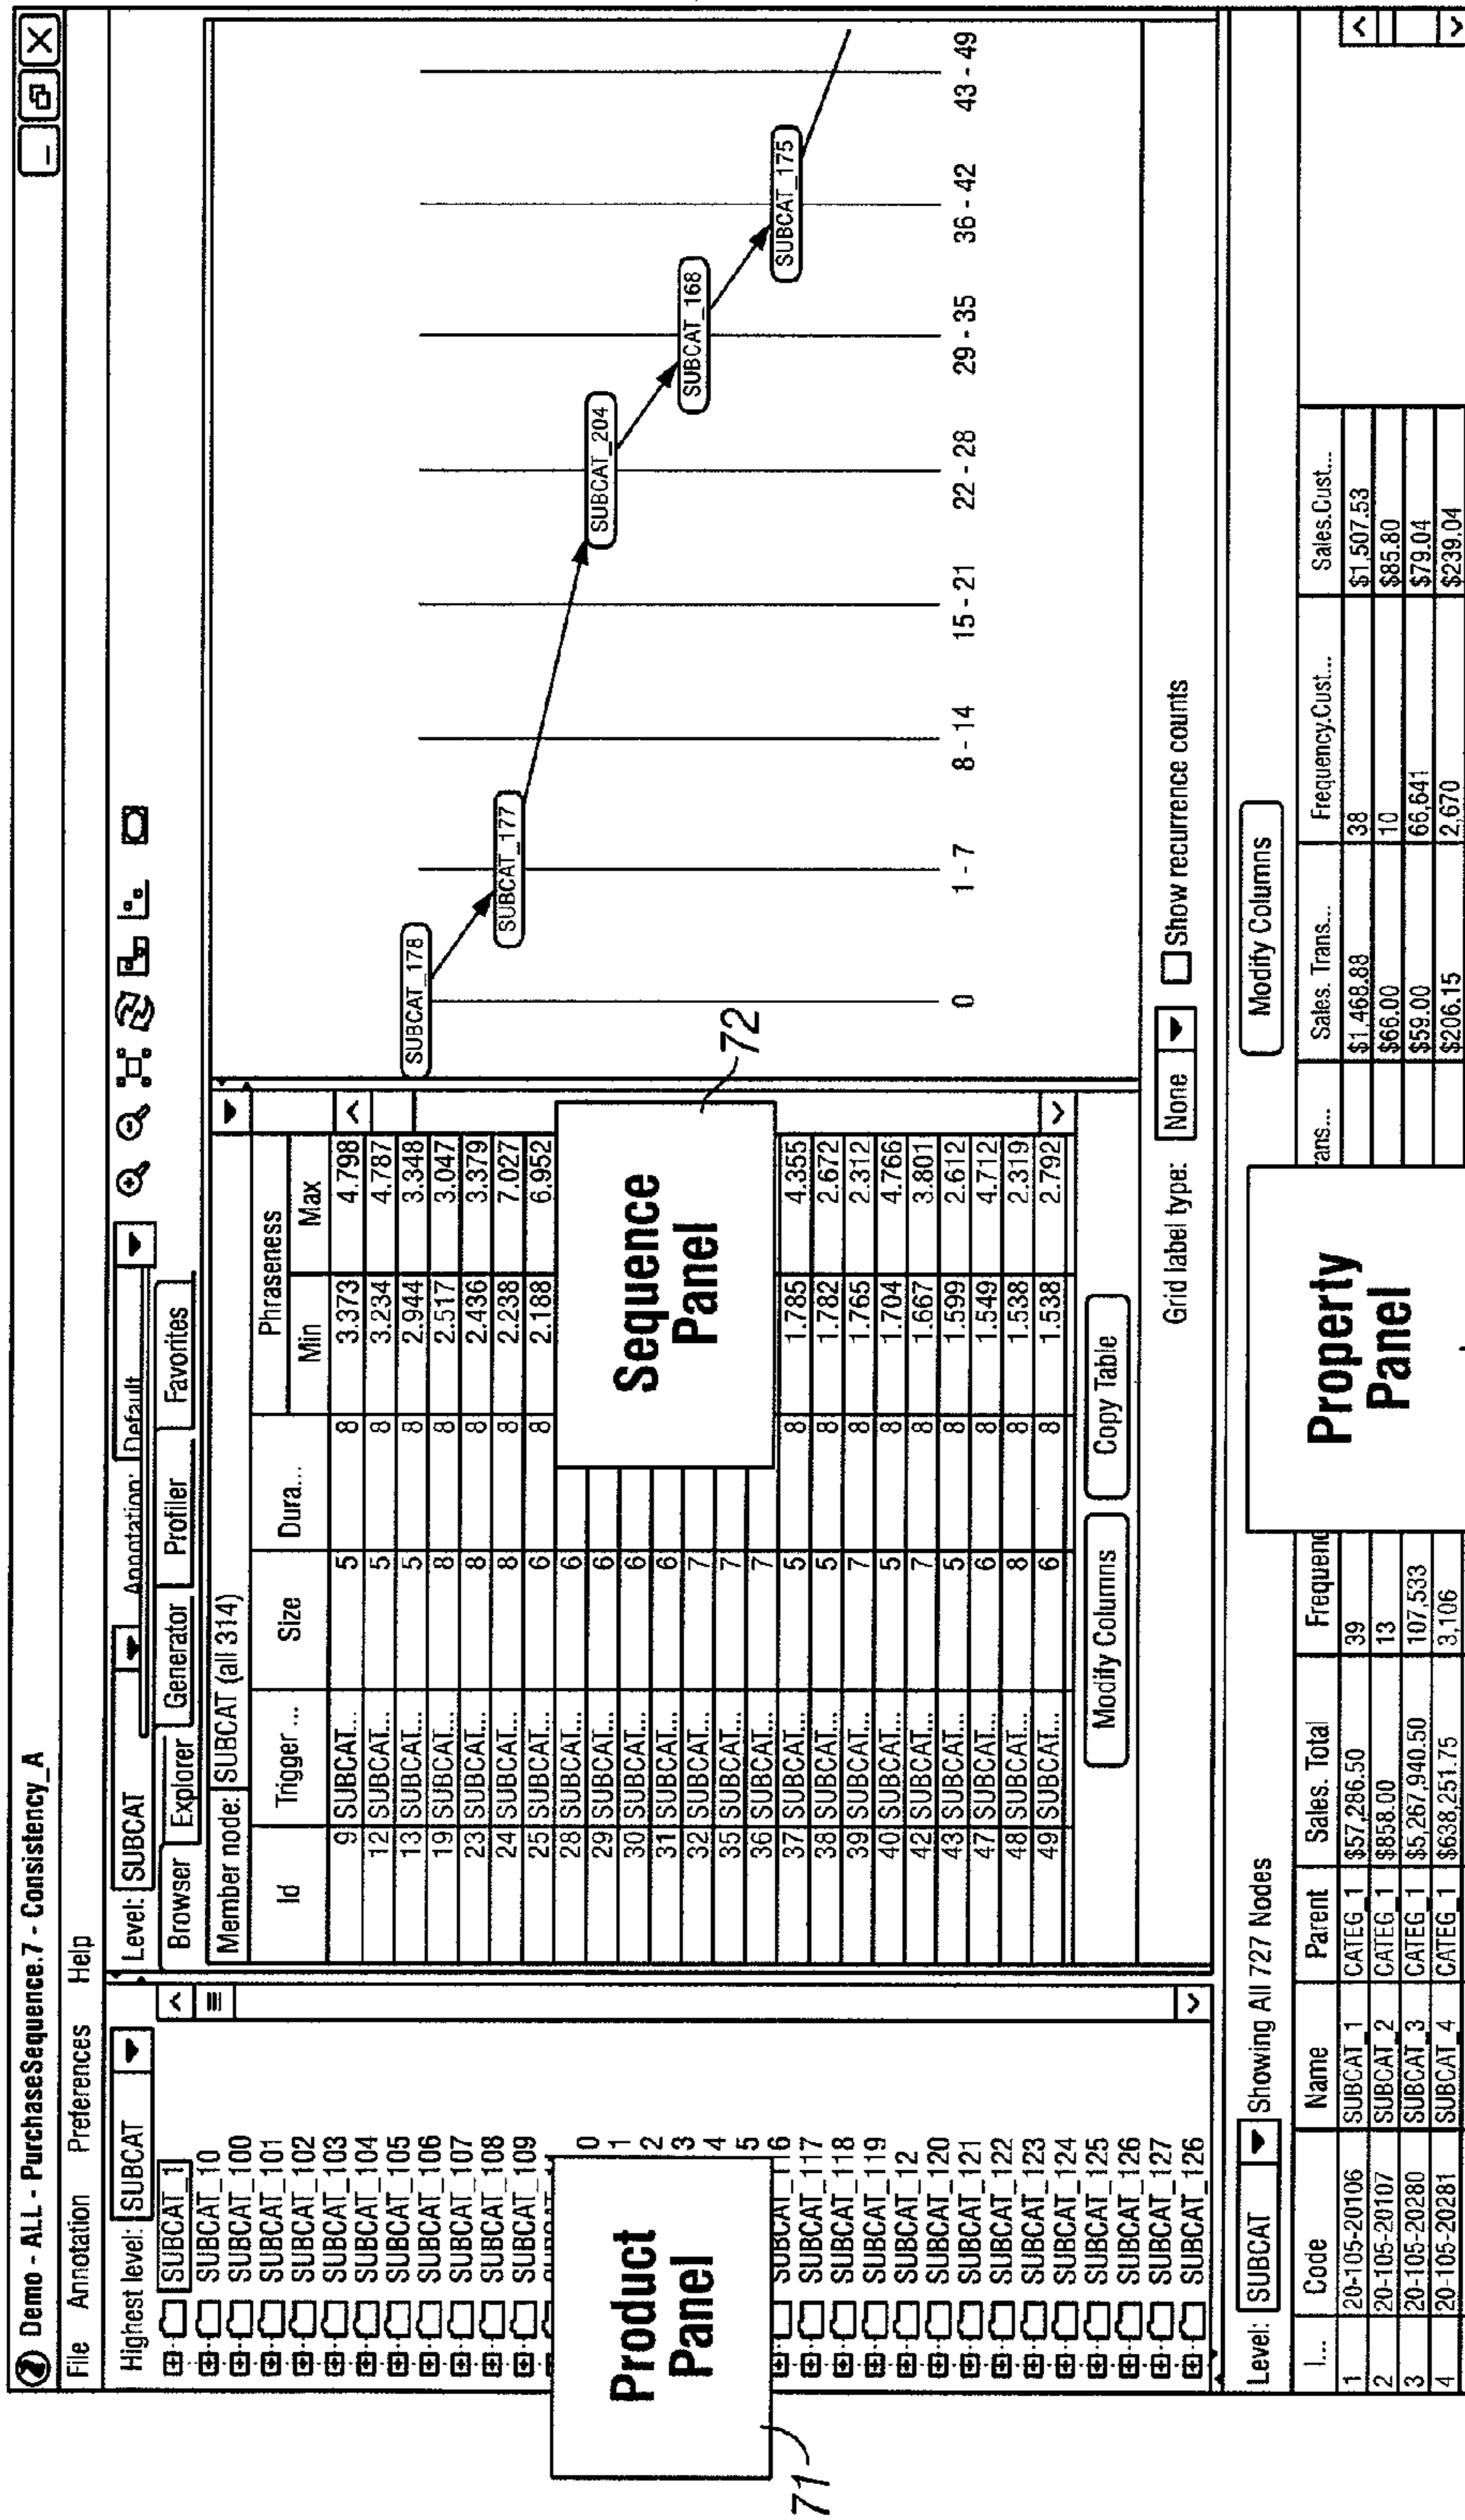 Demo - ALL - PurchaseSequence.7 - Consistency_A
File Annotation Preferences Help
Highest level: SUBCAT
SUBCAT_1
SUBCAT_10
SUBCAT_100
SUBCAT_101
SUBCAT_102
SUBCAT_103
SUBCAT_104
SUBCAT_105
SUBCAT_106
SUBCAT_107
SUBCAT_108
SUBCAT_109
0
1
2
3
4
5
SUBCAT_116
SUBCAT_117
SUBCAT_118
SUBCAT_119
SUBCAT_12
SUBCAT_120
SUBCAT_121
SUBCAT_122
SUBCAT_123
SUBCAT_124
SUBCAT_125
SUBCAT_126
SUBCAT_127
SUBCAT_126
Product
Panel
71
Level: SUBCAT Annotation: Default
Browser Explorer Generator Profiler Favorites
Member node: SUBCAT (all 314)
Id Trigger ... Size Dura... Phraseness
Min Max
9 SUBCAT... 5 8 3.373 4.798
12 SUBCAT... 5 8 3.234 4.787
13 SUBCAT... 5 8 2.944 3.348
19 SUBCAT... 8 8 2.517 3.047
23 SUBCAT... 8 8 2.436 3.379
24 SUBCAT... 8 8 2.238 7.027
25 SUBCAT... 6 8 2.188 6.952
28 SUBCAT... 6
29 SUBCAT... 6
30 SUBCAT... 6
31 SUBCAT... 6
32 SUBCAT... 7
35 SUBCAT... 7
36 SUBCAT... 7
37 SUBCAT... 5 8 1.785 4.355
38 SUBCAT... 5 8 1.782 2.672
39 SUBCAT... 7 8 1.765 2.312
40 SUBCAT... 5 8 1.704 4.766
42 SUBCAT... 7 8 1.667 3.801
43 SUBCAT... 5 8 1.599 2.612
47 SUBCAT... 6 8 1.549 4.712
48 SUBCAT... 8 8 1.538 2.319
49 SUBCAT... 6 8 1.538 2.792
Sequence
Panel
72
Modify Columns Copy Table
SUBCAT_178
SUBCAT_177
SUBCAT_204
SUBCAT_168
SUBCAT_175
0 1 - 7 8 - 14 15 - 21 22 - 28 29 - 35 36 - 42 43 - 49
Grid label type: None Show recurrence counts
Level: SUBCAT Showing All 727 Nodes Modify Columns
I... Code Name Parent Sales. Total Frequenc rans... Sales. Trans... Frequency.Cust... Sales.Cust...
1 20-105-20106 SUBCAT_1 CATEG_1 $57,286.50 39 $1,468.88 38 $1,507.53
2 20-105-20107 SUBCAT_2 CATEG_1 $858.00 13 $66.00 10 $85.80
3 20-105-20280 SUBCAT_3 CATEG_1 $5,267,940.50 107,533 $59.00 66,641 $79.04
4 20-105-20281 SUBCAT_4 CATEG_1 $638,251.75 3,106 $206.15 2,670 $239.04
Property
Panel